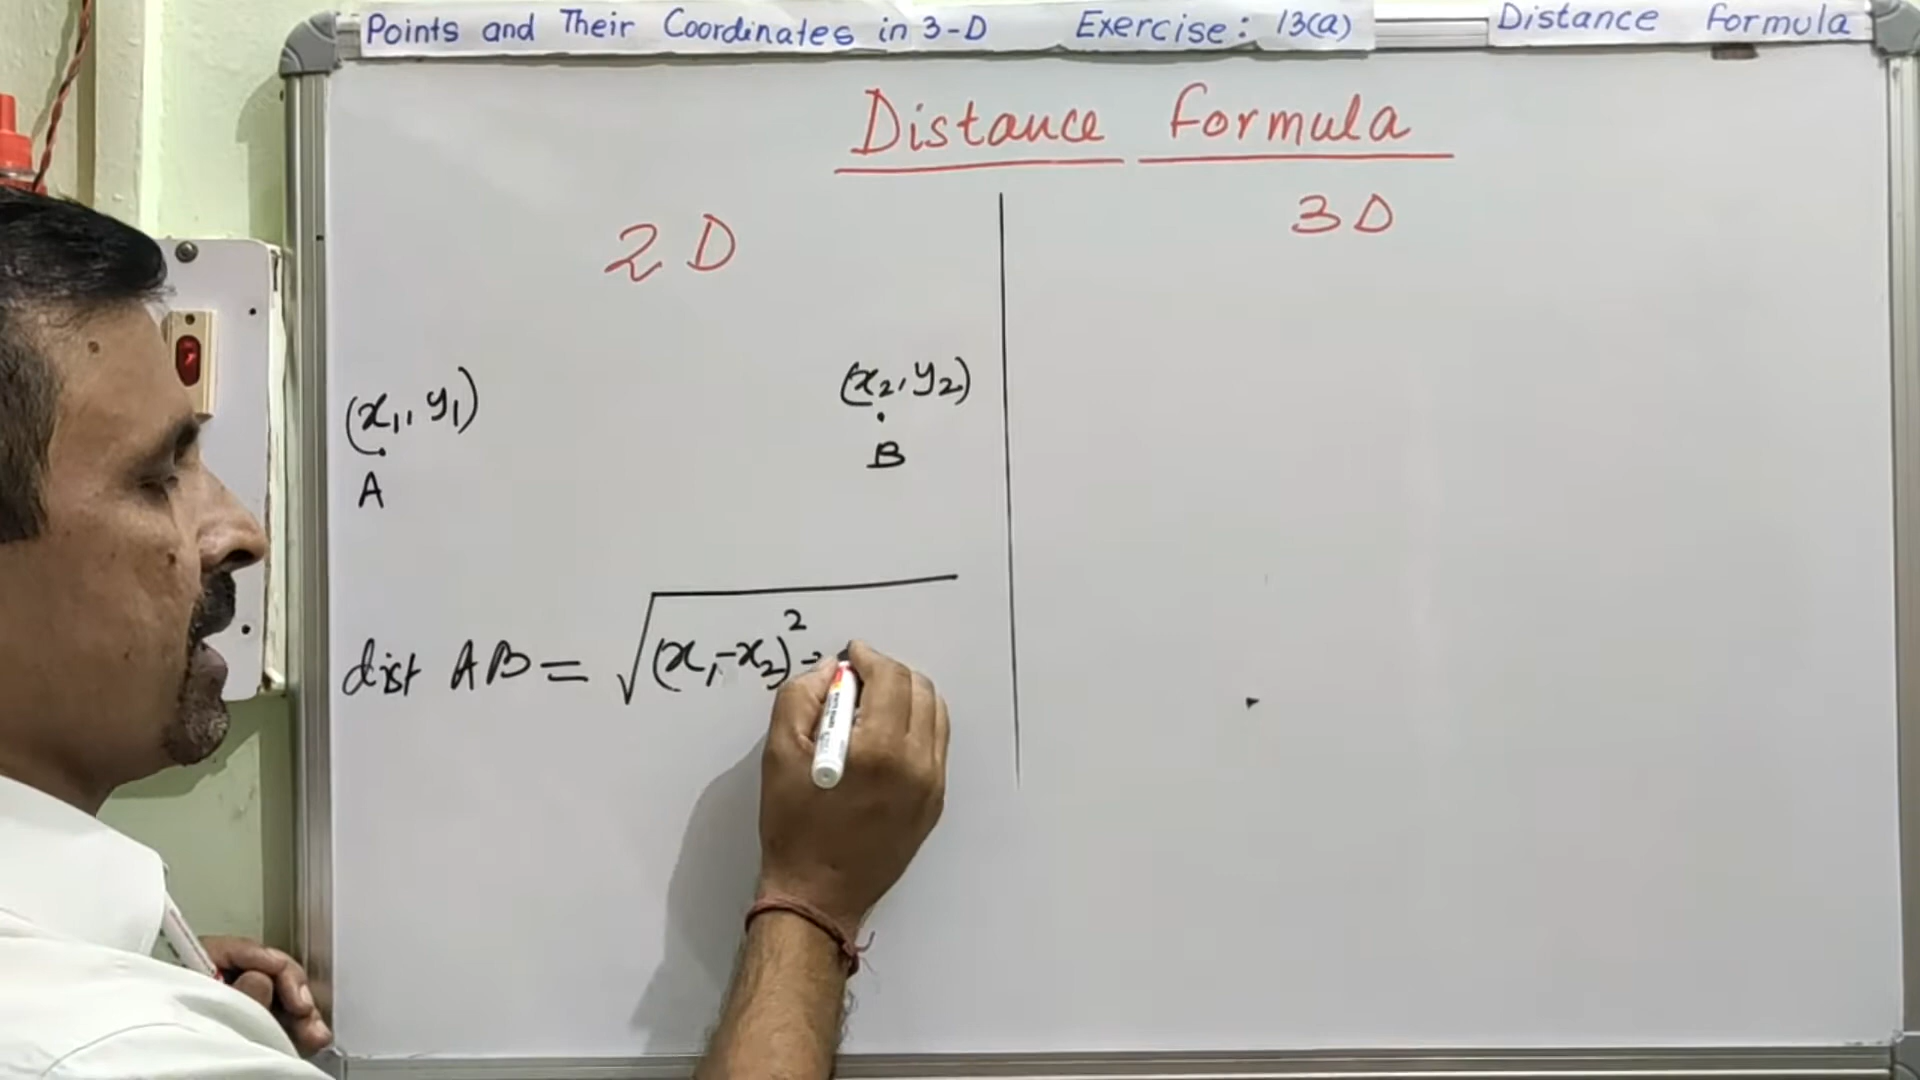 Points and Their Coordinates in 3-D Exercise: 13(a) Distance formula
Distance formula
2D
3D
(x₁, y₁)
(x₂, y₂)
A
B
dist AB = √(x₁-x₂)²